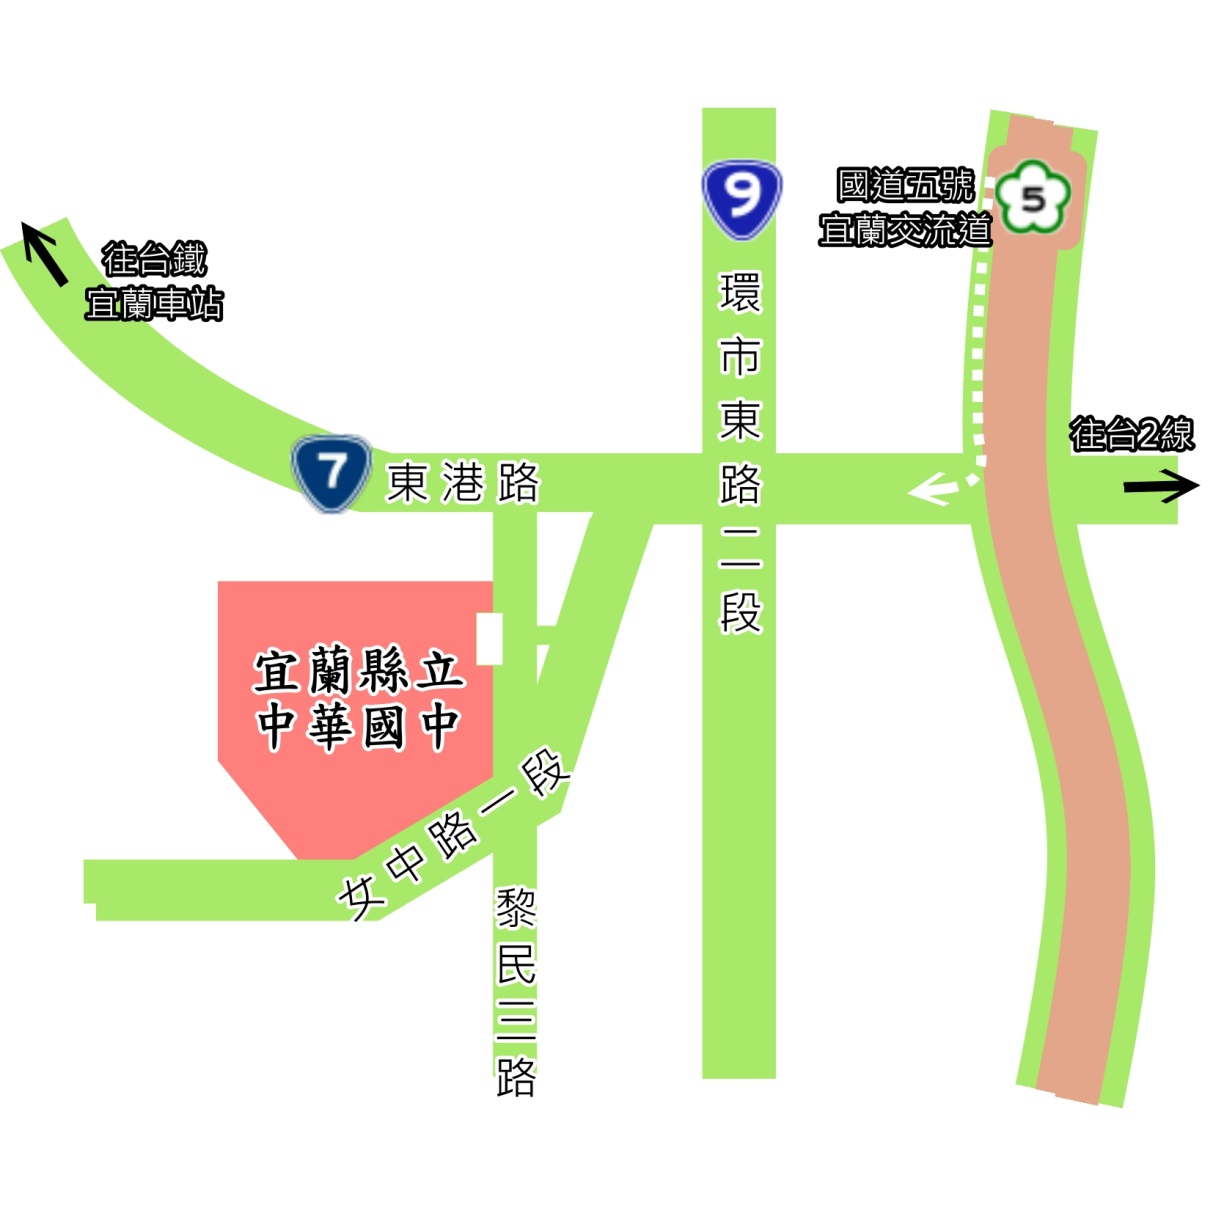 國道五號
宜蘭交流道
5
9
環市東路二段
往台鐵
宜蘭車站
往台2線
7
東港路
宜蘭縣立
中華國中
女中路一段
黎民三路